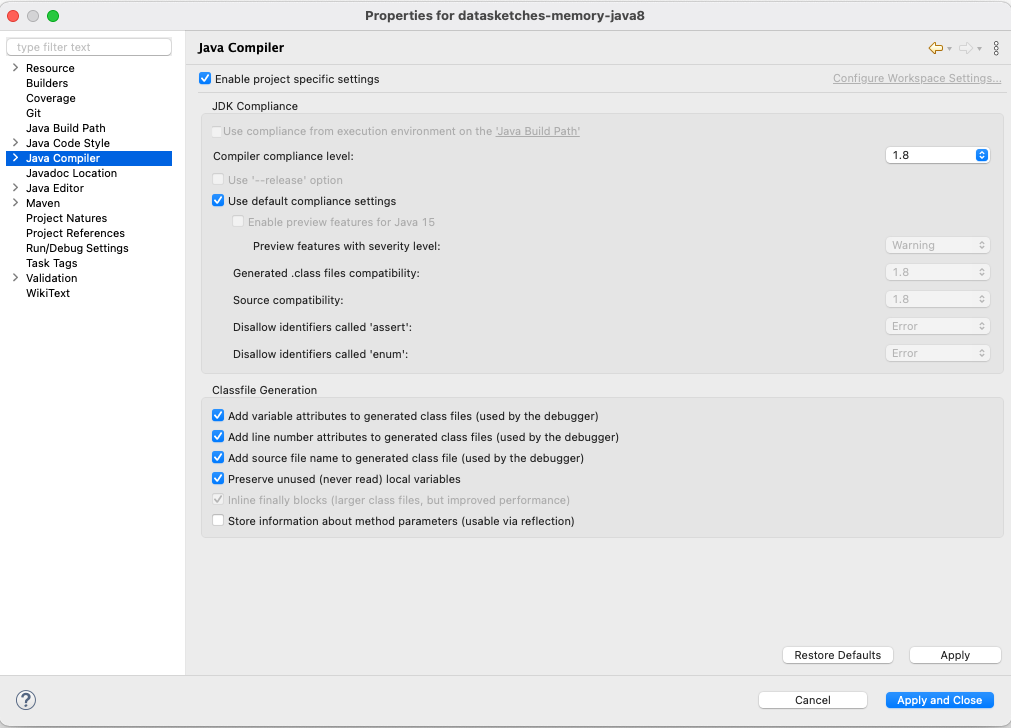 Properties for datasketches-memory-java8
type filter text
Resource
Builders
Coverage
Git
Java Build Path
Java Code Style
Java Compiler
Javadoc Location
Java Editor
Maven
Project Natures
Project References
Run/Debug Settings
Task Tags
Validation
WikiText
Java Compiler
Enable project specific settings
Configure Workspace Settings...
JDK Compliance
Use compliance from execution environment on the 'Java Build Path'
Compiler compliance level: 1.8
Use '--release' option
Use default compliance settings
Enable preview features for Java 15
Preview features with severity level: Warning
Generated .class files compatibility: 1.8
Source compatibility: 1.8
Disallow identifiers called 'assert': Error
Disallow identifiers called 'enum': Error
Classfile Generation
Add variable attributes to generated class files (used by the debugger)
Add line number attributes to generated class files (used by the debugger)
Add source file name to generated class file (used by the debugger)
Preserve unused (never read) local variables
Inline finally blocks (larger class files, but improved performance)
Store information about method parameters (usable via reflection)
Restore Defaults Apply
? Cancel Apply and Close